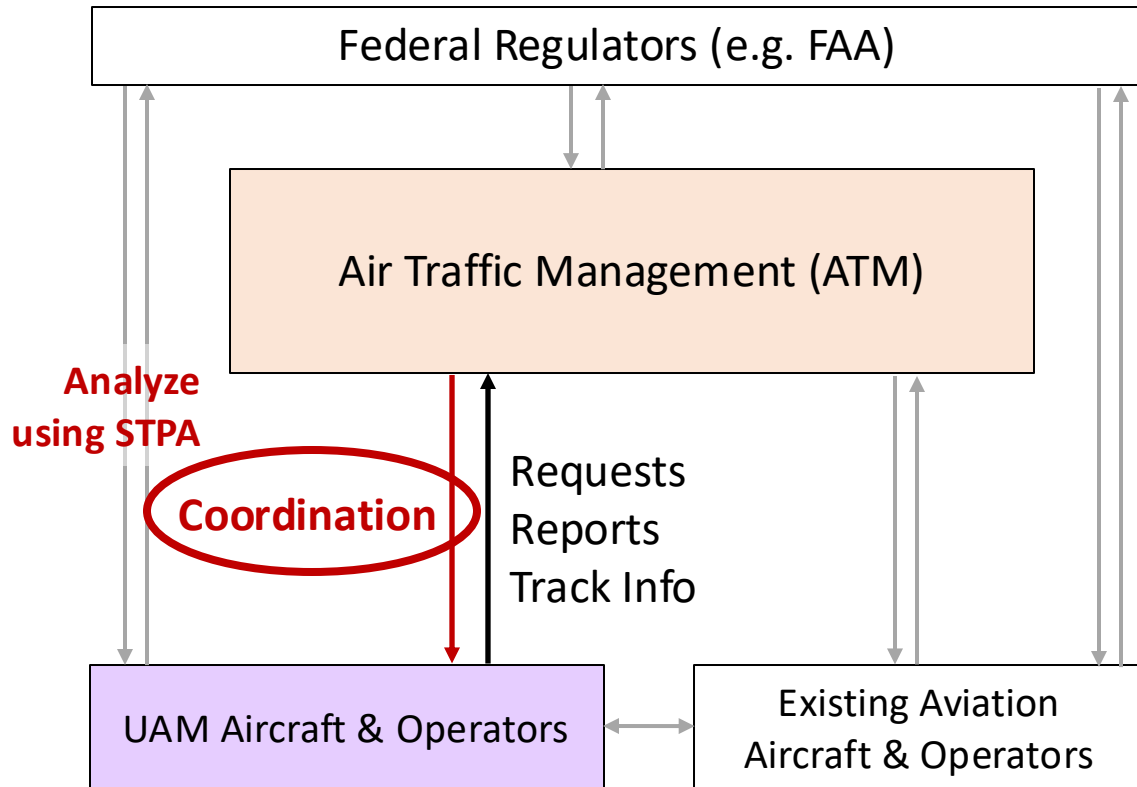 Federal Regulators (e.g. FAA)
Air Traffic Management (ATM)
Analyze
using STPA
Coordination
Requests
Reports
Track Info
UAM Aircraft & Operators
Existing Aviation
Aircraft & Operators